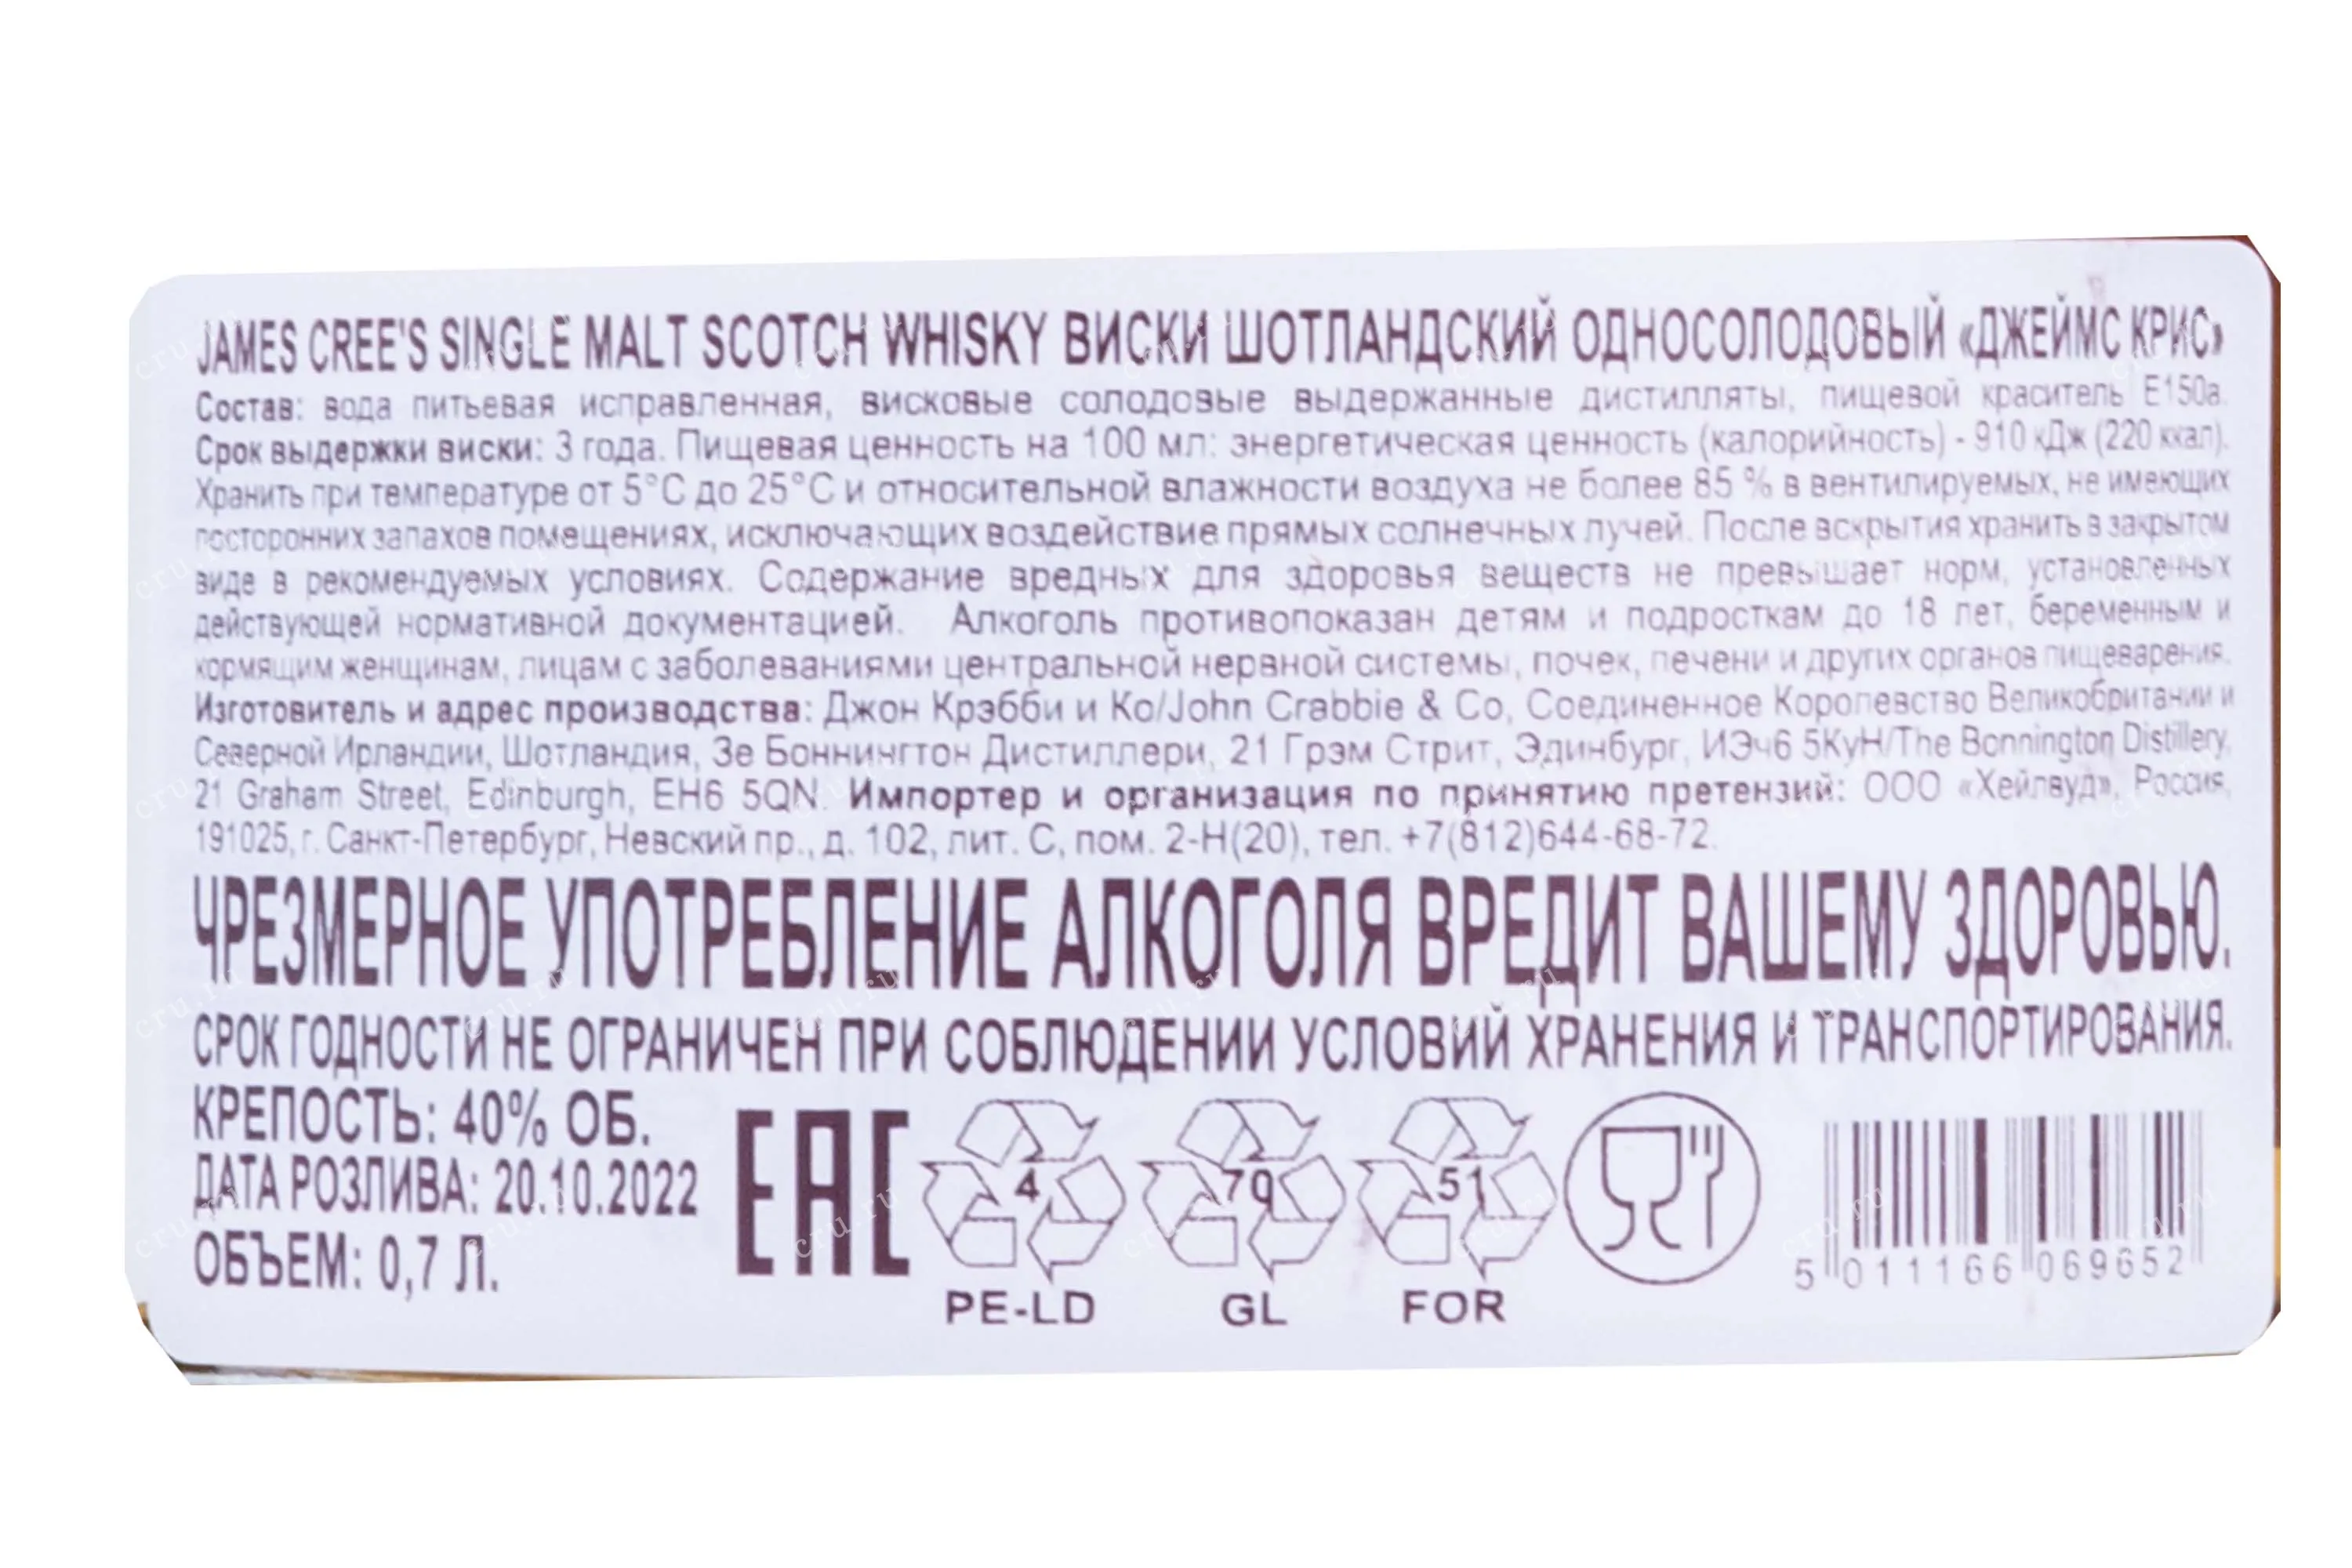 JAMES CREE'S SINGLE MALT SCOTCH WHISKY ВИСКИ ШОТЛАНДСКИЙ ОДНОСОЛОДОВЫЙ «ДЖЕЙМС КРИС»
Состав: вода питьевая исправленная, висковые солодовые выдержанные дистилляты, пищевой краситель Е150а.
Срок выдержки виски: 3 года. Пищевая ценность на 100 мл: энергетическая ценность (калорийность) - 910 кДж (220 ккал).
Хранить при температуре от 5°С до 25°С и относительной влажности воздуха не более 85 % в вентилируемых, не имеющих
посторонних запахов помещениях, исключающих воздействие прямых солнечных лучей. После вскрытия хранить в закрытом
виде в рекомендуемых условиях. Содержание вредных для здоровья веществ не превышает норм, установленных
действующей нормативной документацией. Алкоголь противопоказан детям и подросткам до 18 лет, беременным и
кормящим женщинам, лицам с заболеваниями центральной нервной системы, почек, печени и других органов пищеварения.
Изготовитель и адрес производства: Джон Крэбби и Ко/John Crabbie & Co, Соединенное Королевство Великобритании и
Северной Ирландии, Шотландия, Зе Боннингтон Дистиллери, 21 Грэм Стрит, Эдинбург, ИЭч6 5КуН/The Bonnington Distillery,
21 Graham Street, Edinburgh, EH6 5QN. Импортер и организация по принятию претензий: ООО «Хейлвуд», Россия,
191025, г. Санкт-Петербург, Невский пр., д. 102, лит. С, пом. 2-Н(20), тел. +7(812)644-68-72.
ЧРЕЗМЕРНОЕ УПОТРЕБЛЕНИЕ АЛКОГОЛЯ ВРЕДИТ ВАШЕМУ ЗДОРОВЬЮ.
СРОК ГОДНОСТИ НЕ ОГРАНИЧЕН ПРИ СОБЛЮДЕНИИ УСЛОВИЙ ХРАНЕНИЯ И ТРАНСПОРТИРОВАНИЯ.
КРЕПОСТЬ: 40% ОБ.
ДАТА РОЗЛИВА: 20.10.2022
ОБЪЕМ: 0,7 Л.
EAC
4
PE-LD
70
GL
51
FOR
5 011166 069652
cru.ru